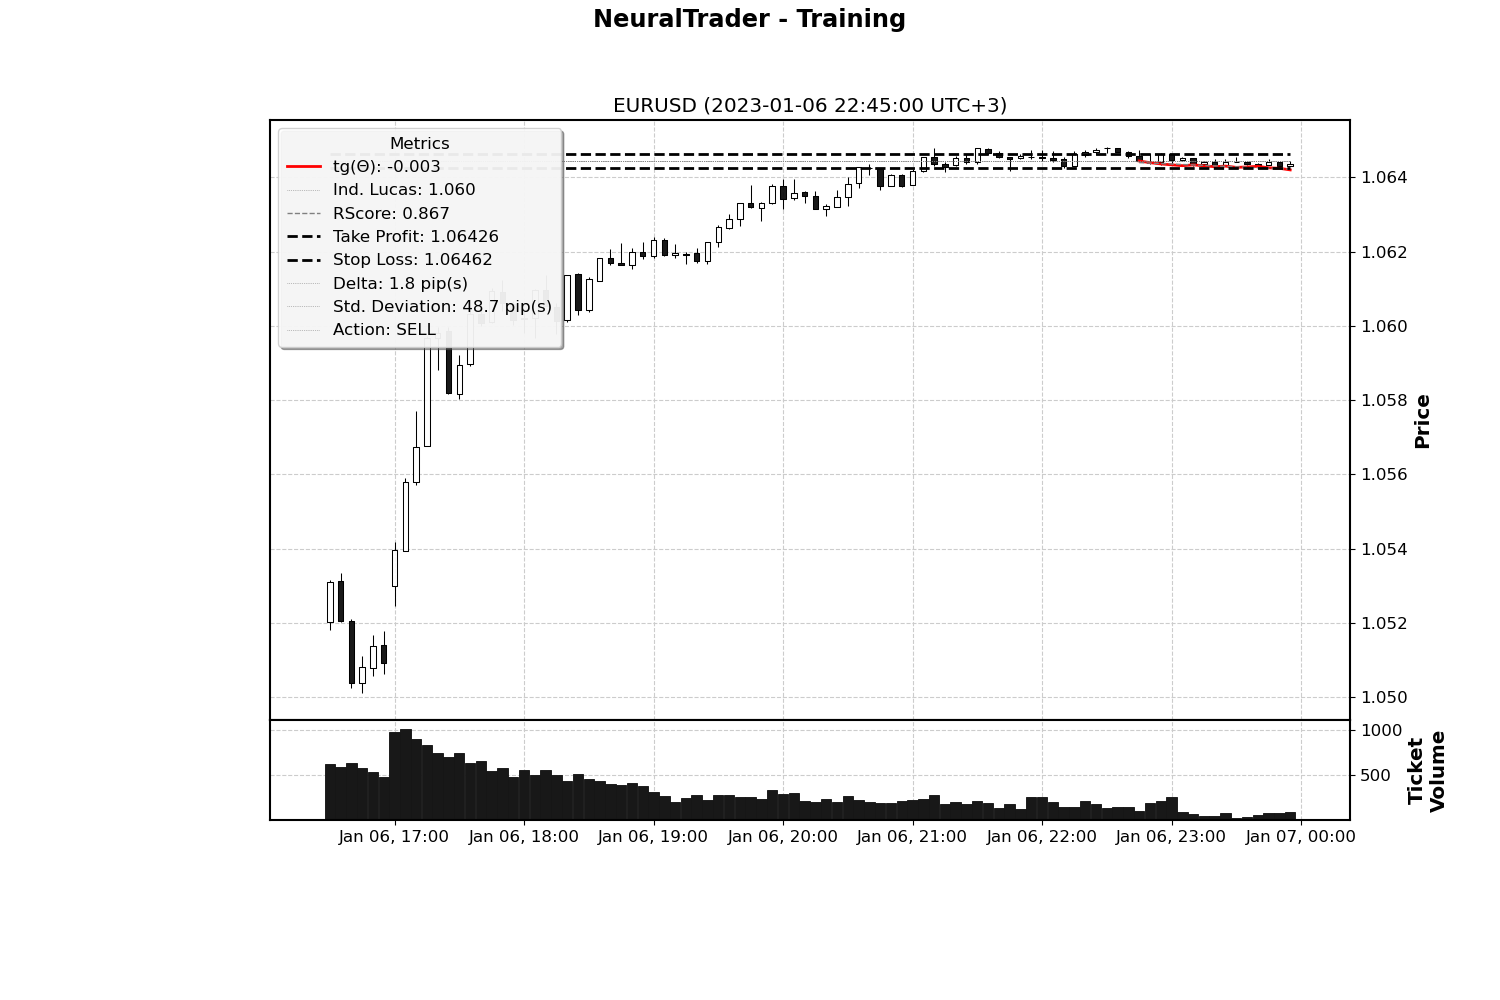 NeuralTrader - Training
EURUSD (2023-01-06 22:45:00 UTC+3)
Metrics
tg(Θ): -0.003
Ind. Lucas: 1.060
RScore: 0.867
Take Profit: 1.06426
Stop Loss: 1.06462
Delta: 1.8 pip(s)
Std. Deviation: 48.7 pip(s)
Action: SELL
1.064
1.062
1.060
1.058
1.056
1.054
1.052
1.050
Price
1000
500
Ticket
Volume
Jan 06, 17:00
Jan 06, 18:00
Jan 06, 19:00
Jan 06, 20:00
Jan 06, 21:00
Jan 06, 22:00
Jan 06, 23:00
Jan 07, 00:00